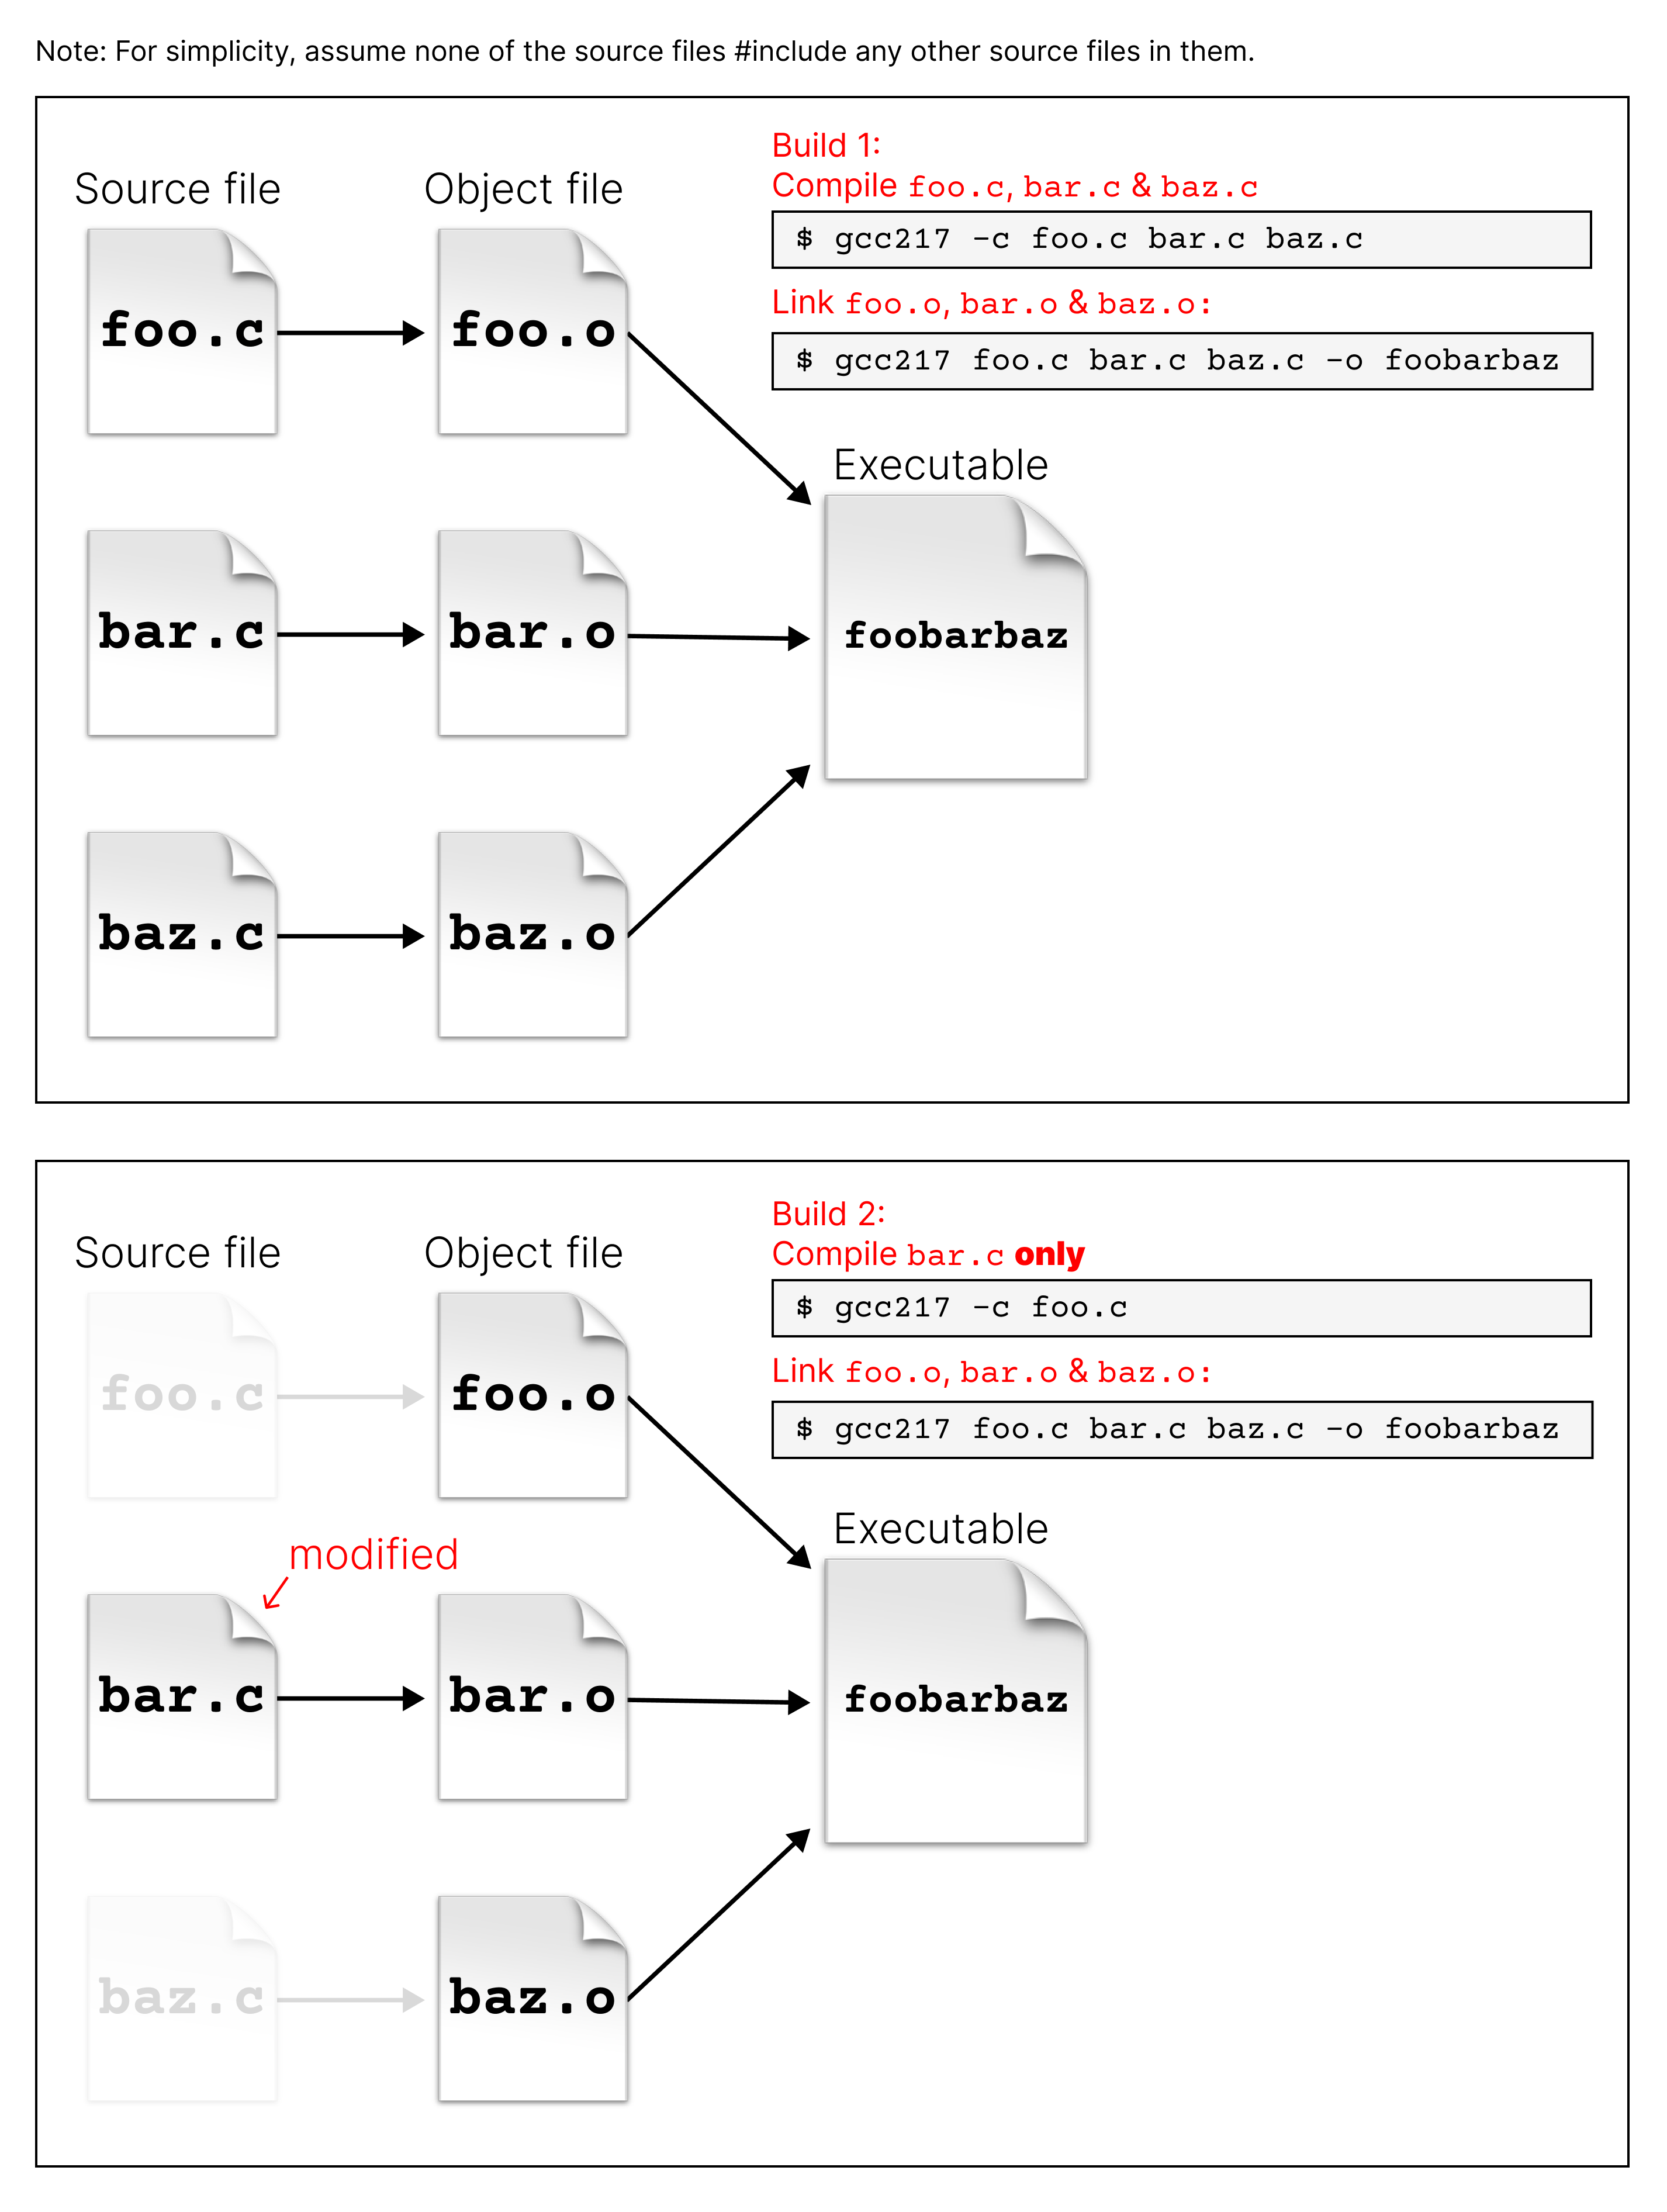 Note: For simplicity, assume none of the source files #include any other source files in them.
Build 1:
Compile foo.c, bar.c & baz.c
$ gcc217 -c foo.c bar.c baz.c
Link foo.o, bar.o & baz.o:
$ gcc217 foo.c bar.c baz.c -o foobarbaz
Source file
Object file
foo.c
foo.o
Executable
bar.c
bar.o
foobarbaz
baz.c
baz.o
Build 2:
Compile bar.c only
$ gcc217 -c foo.c
Link foo.o, bar.o & baz.o:
$ gcc217 foo.c bar.c baz.c -o foobarbaz
Source file
Object file
foo.c
foo.o
Executable
modified
bar.c
bar.o
foobarbaz
baz.c
baz.o